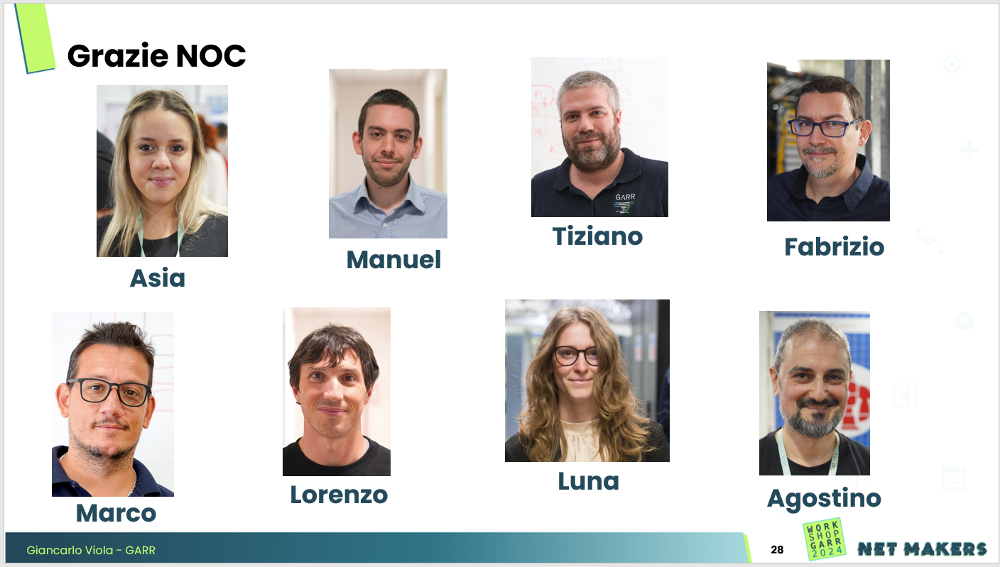 Grazie NOC
GARR
Asia
Manuel
Tiziano
Fabrizio
Marco
Lorenzo
Luna
Agostino
Giancarlo Viola - GARR
28
WORK
SHOP
GARR
2024
NET MAKERS